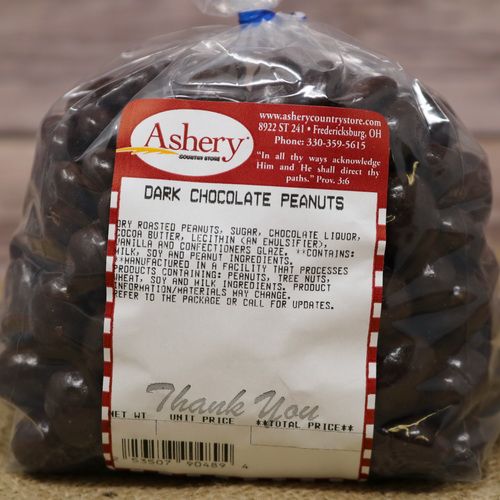 Ashery
COUNTRY STORE
www.asherycountrystore.com
8922 ST 241 • Fredericksburg, OH
Phone: 330-359-5615
"In all thy ways acknowledge
Him and He shall direct thy
paths." Prov. 3:6
DARK CHOCOLATE PEANUTS
DRY ROASTED PEANUTS, SUGAR, CHOCOLATE LIQUOR,
COCOA BUTTER, LECITHIN (AN EMULSIFIER),
VANILLA AND CONFECTIONERS GLAZE. **CONTAINS:
MILK, SOY AND PEANUT INGREDIENTS.
**MANUFACTURED IN A FACILITY THAT PROCESSES
PRODUCTS CONTAINING: PEANUTS, TREE NUTS,
WHEAT, SOY AND MILK INGREDIENTS. PRODUCT
INFORMATION/MATERIALS MAY CHANGE.
REFER TO THE PACKAGE OR CALL FOR UPDATES.
Thank You
NET WT UNIT PRICE **TOTAL PRICE**
53507 90489 4